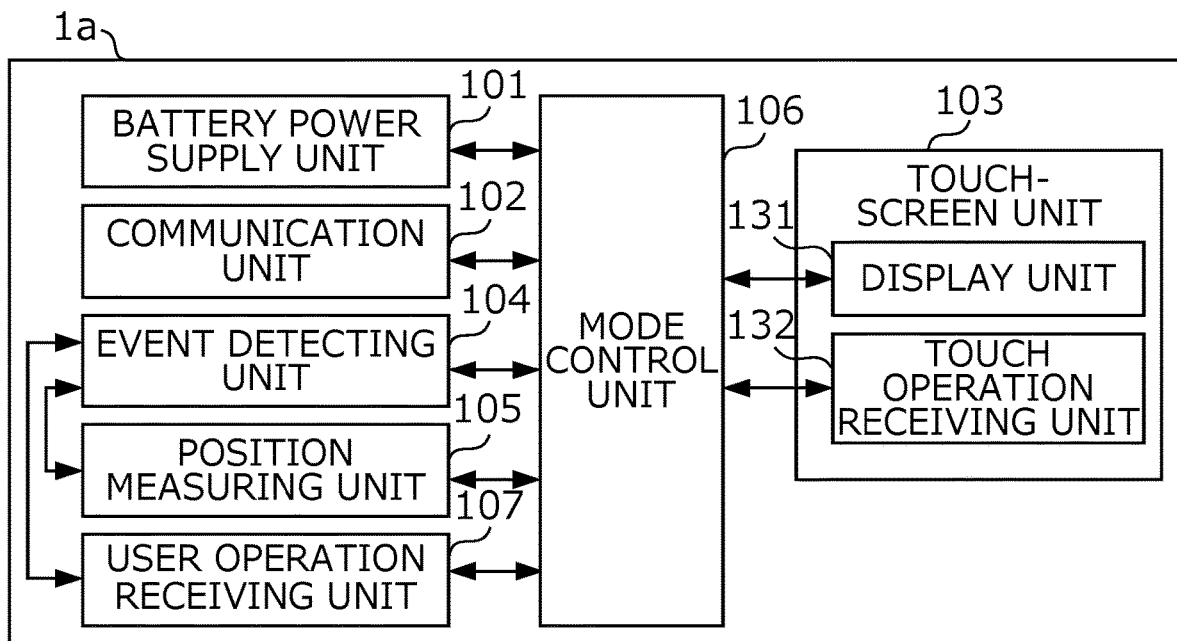 1a
101
BATTERY POWER
SUPPLY UNIT
102
COMMUNICATION
UNIT
104
EVENT DETECTING
UNIT
105
POSITION
MEASURING UNIT
107
USER OPERATION
RECEIVING UNIT
106
MODE
CONTROL
UNIT
103
TOUCH-
SCREEN UNIT
131
DISPLAY UNIT
132
TOUCH
OPERATION
RECEIVING UNIT